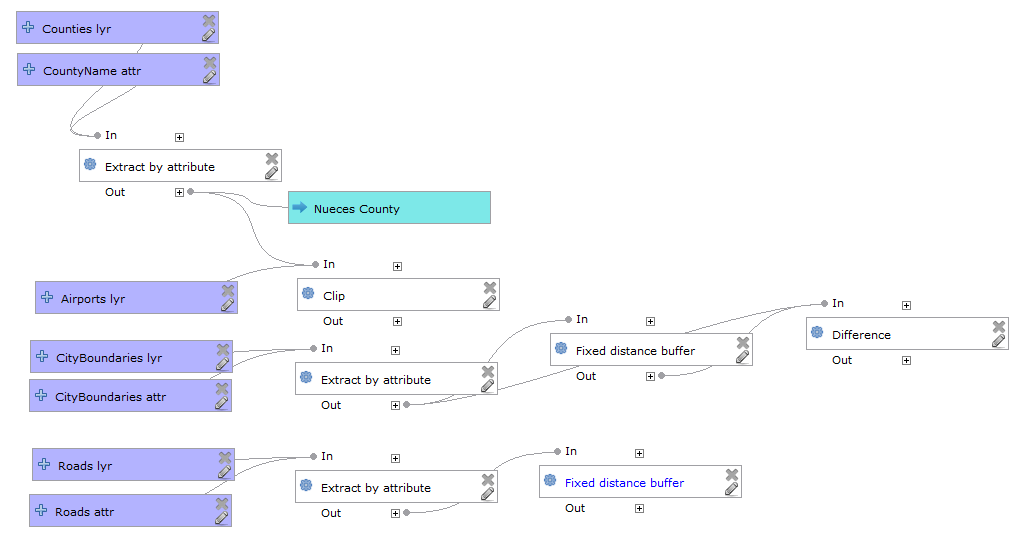 Counties lyr
CountyName attr
In
Extract by attribute
Out
Nueces County
In
Airports lyr
Clip
Out
In
Difference
Out
In
Fixed distance buffer
Out
CityBoundaries lyr
In
CityBoundaries attr
Extract by attribute
Out
Roads lyr
In
Roads attr
Extract by attribute
Out
In
Fixed distance buffer
Out